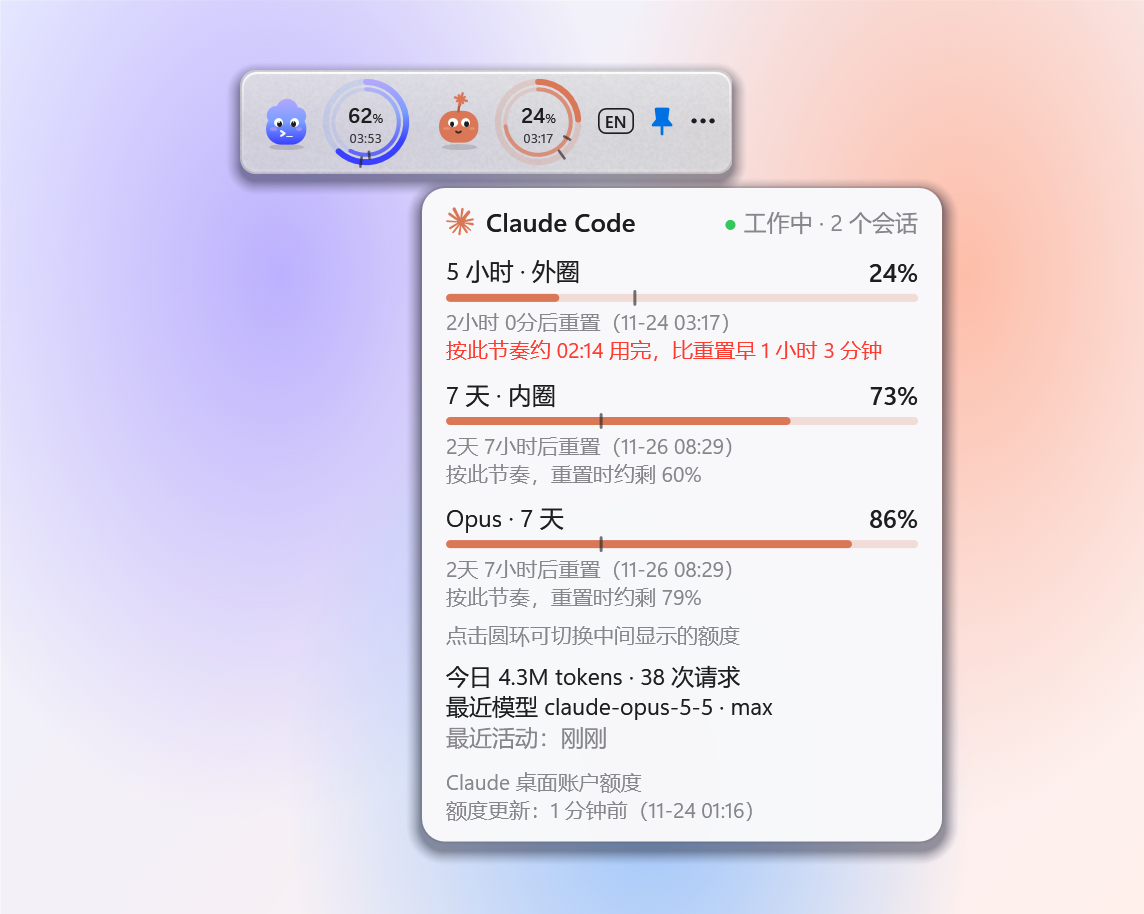 62%
03:53
24%
03:17
EN
Claude Code
工作中 · 2 个会话
5 小时 · 外圈
24%
2小时 0分后重置（11-24 03:17）
按此节奏约 02:14 用完，比重置早 1 小时 3 分钟
7 天 · 内圈
73%
2天 7小时后重置（11-26 08:29）
按此节奏，重置时约剩 60%
Opus · 7 天
86%
2天 7小时后重置（11-26 08:29）
按此节奏，重置时约剩 79%
点击圆环可切换中间显示的额度
今日 4.3M tokens · 38 次请求
最近模型 claude-opus-5-5 · max
最近活动：刚刚
Claude 桌面账户额度
额度更新：1 分钟前（11-24 01:16）